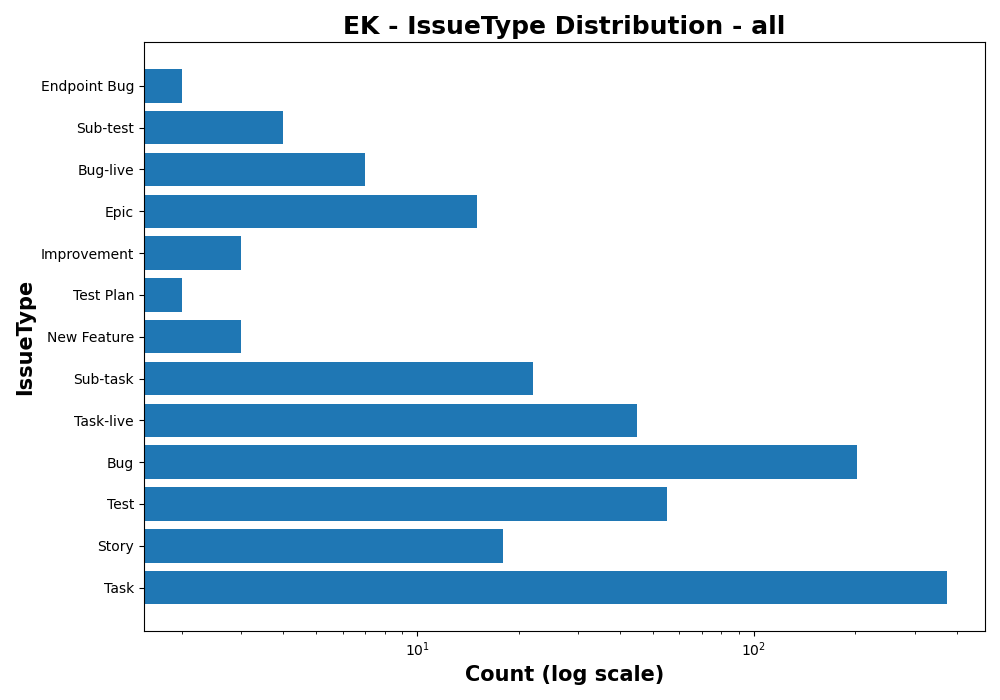 EK - IssueType Distribution - all
Endpoint Bug
Sub-test
Bug-live
Epic
Improvement
Test Plan
New Feature
Sub-task
Task-live
Bug
Test
Story
Task
IssueType
10¹ 10²
Count (log scale)